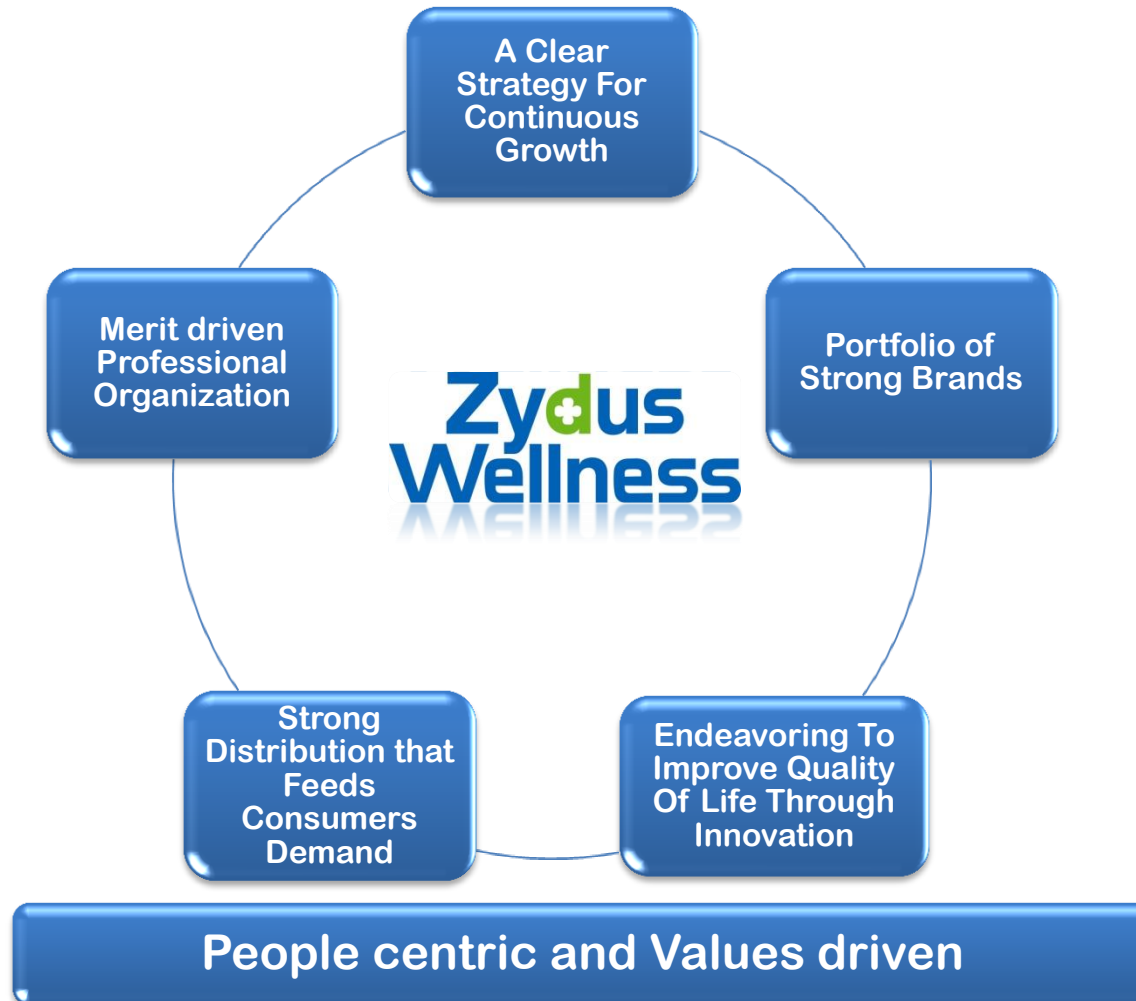 A Clear
Strategy For
Continuous
Growth
Merit driven
Professional
Organization
Portfolio of
Strong Brands
Zydus
Wellness
Strong
Distribution that
Feeds
Consumers
Demand
Endeavoring To
Improve Quality
Of Life Through
Innovation
People centric and Values driven